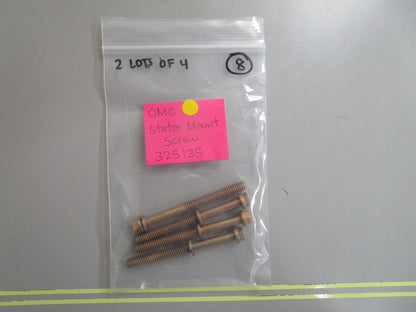 2 LOTS OF 4
8
OMC
Stator Mount
Screw
325135